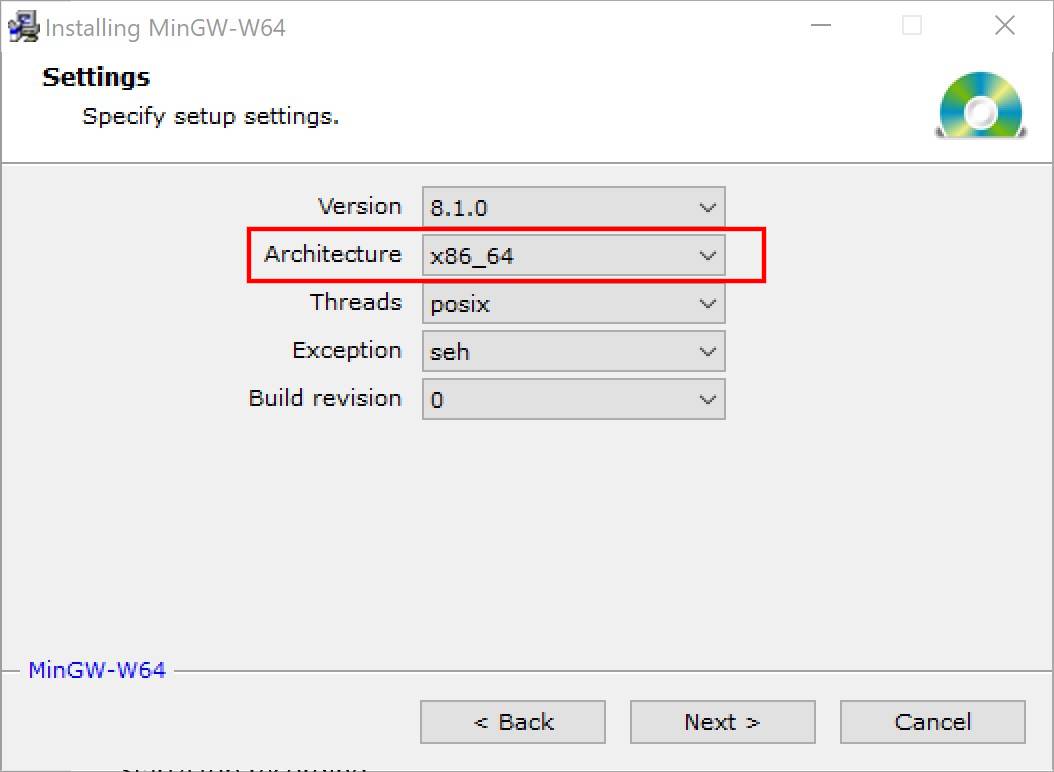 Installing MinGW-W64
Settings
Specify setup settings.
Version 8.1.0
Architecture x86_64
Threads posix
Exception seh
Build revision 0
MinGW-W64
< Back Next > Cancel